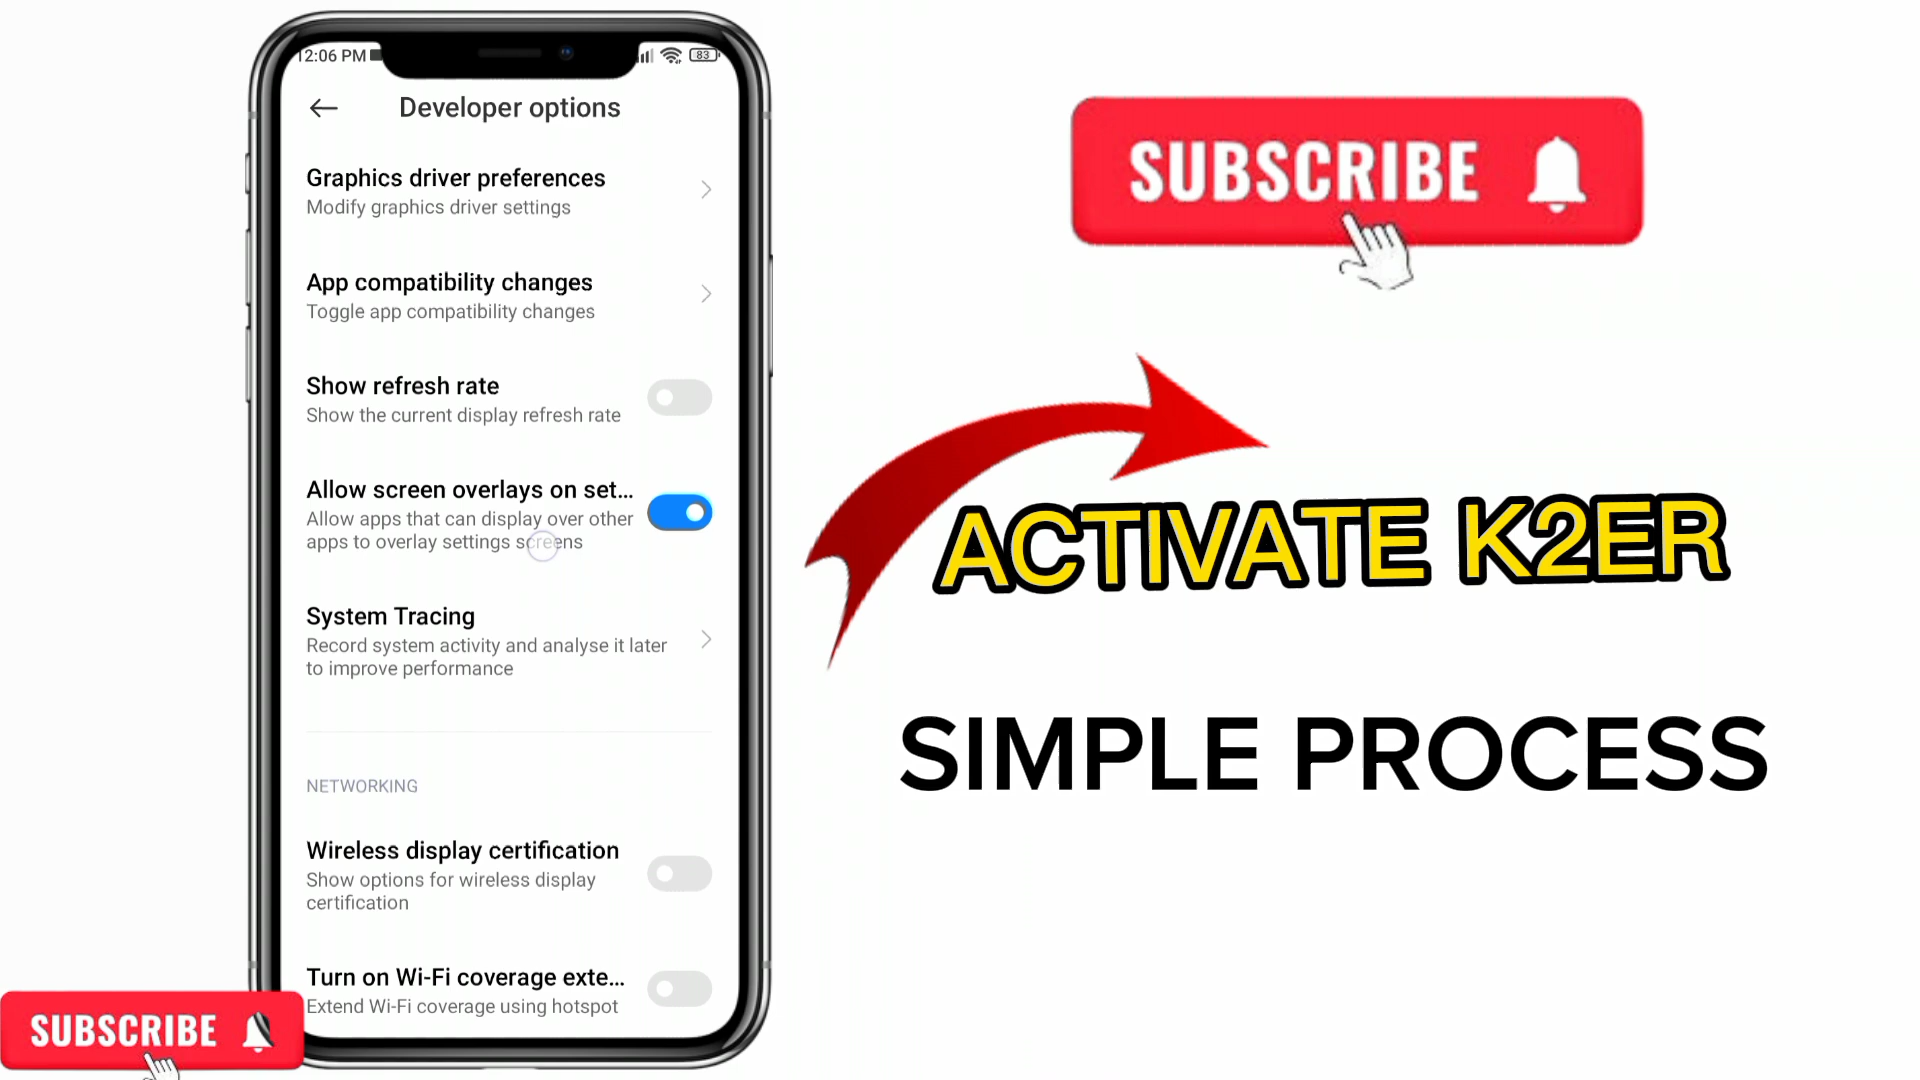 12:06 PM
83
Developer options
Graphics driver preferences
Modify graphics driver settings
App compatibility changes
Toggle app compatibility changes
Show refresh rate
Show the current display refresh rate
Allow screen overlays on set...
Allow apps that can display over other
apps to overlay settings screens
System Tracing
Record system activity and analyse it later
to improve performance
NETWORKING
Wireless display certification
Show options for wireless display
certification
Turn on Wi-Fi coverage exte...
Extend Wi-Fi coverage using hotspot
SUBSCRIBE
SUBSCRIBE
ACTIVATE K2ER
SIMPLE PROCESS